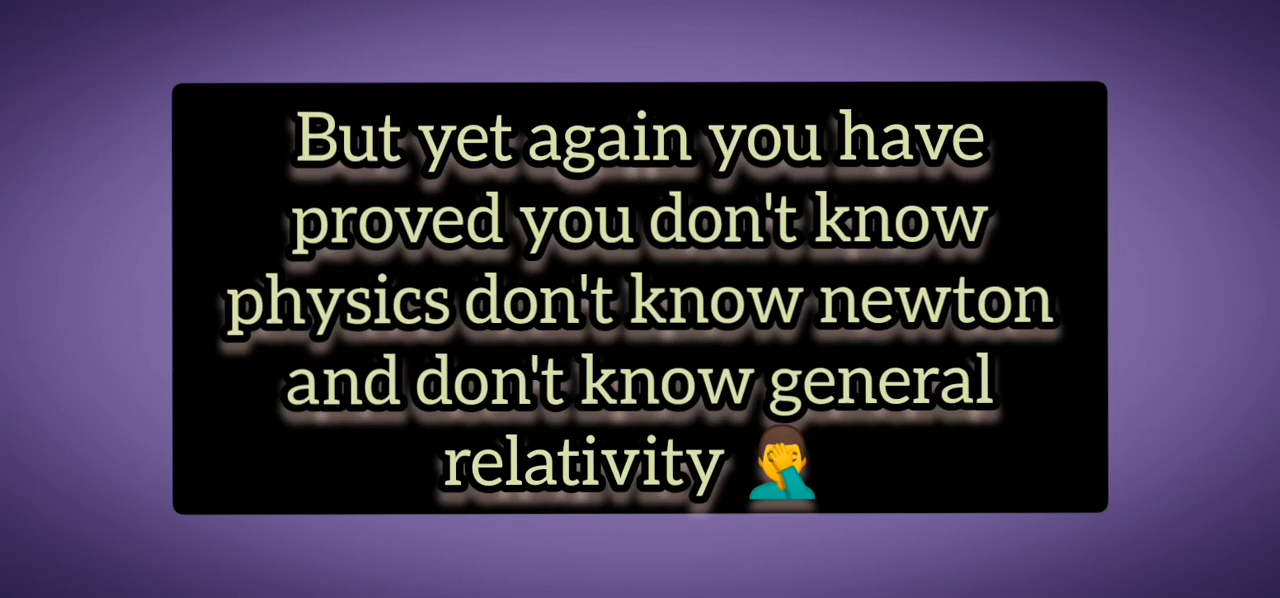 But yet again you have
proved you don't know
physics don't know newton
and don't know general
relativity 🤦‍♂️